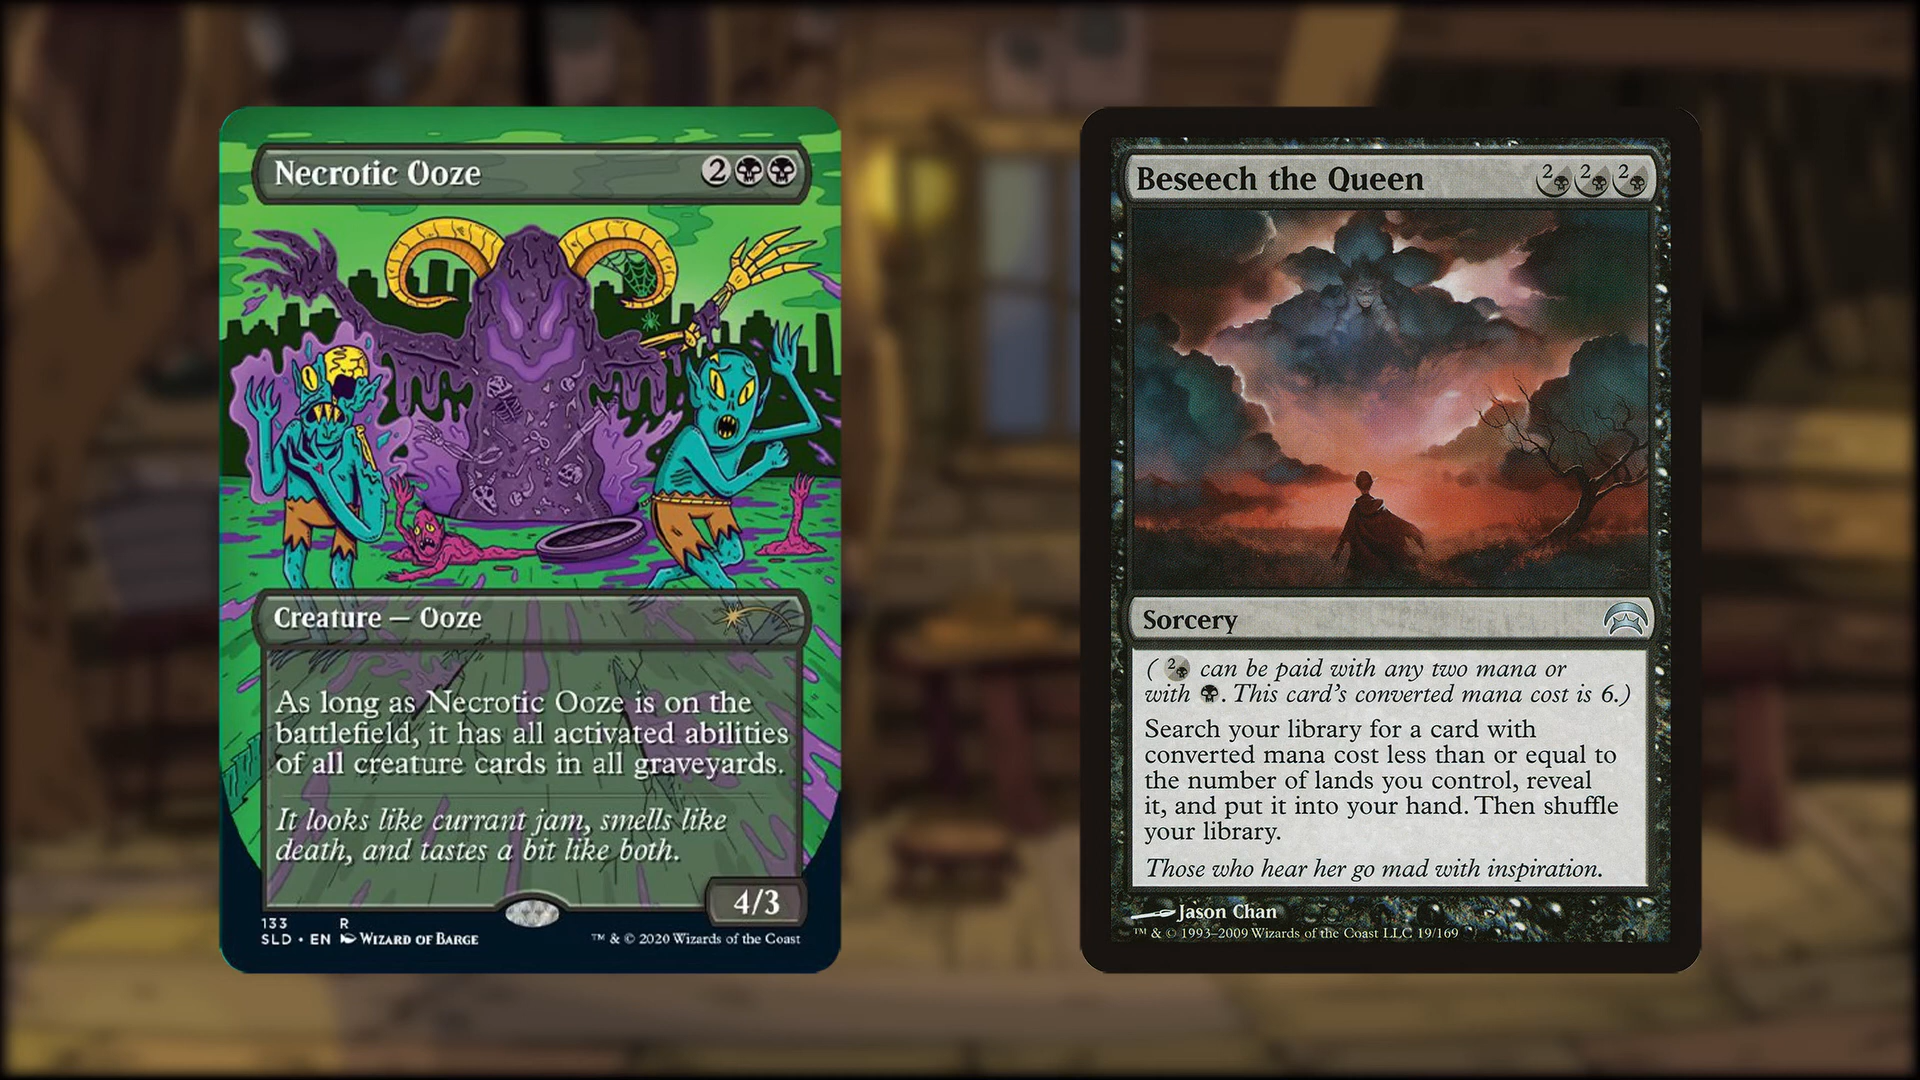 Necrotic Ooze 2
Creature — Ooze
As long as Necrotic Ooze is on the
battlefield, it has all activated abilities
of all creature cards in all graveyards.
It looks like currant jam, smells like
death, and tastes a bit like both.
4/3
133 R
SLD • EN WIZARD OF BARGE
™ & © 2020 Wizards of the Coast
Beseech the Queen 2 2 2
Sorcery
( 2 can be paid with any two mana or
with . This card's converted mana cost is 6.)
Search your library for a card with
converted mana cost less than or equal to
the number of lands you control, reveal
it, and put it into your hand. Then shuffle
your library.
Those who hear her go mad with inspiration.
Jason Chan
™ & © 1993–2009 Wizards of the Coast LLC 19/169